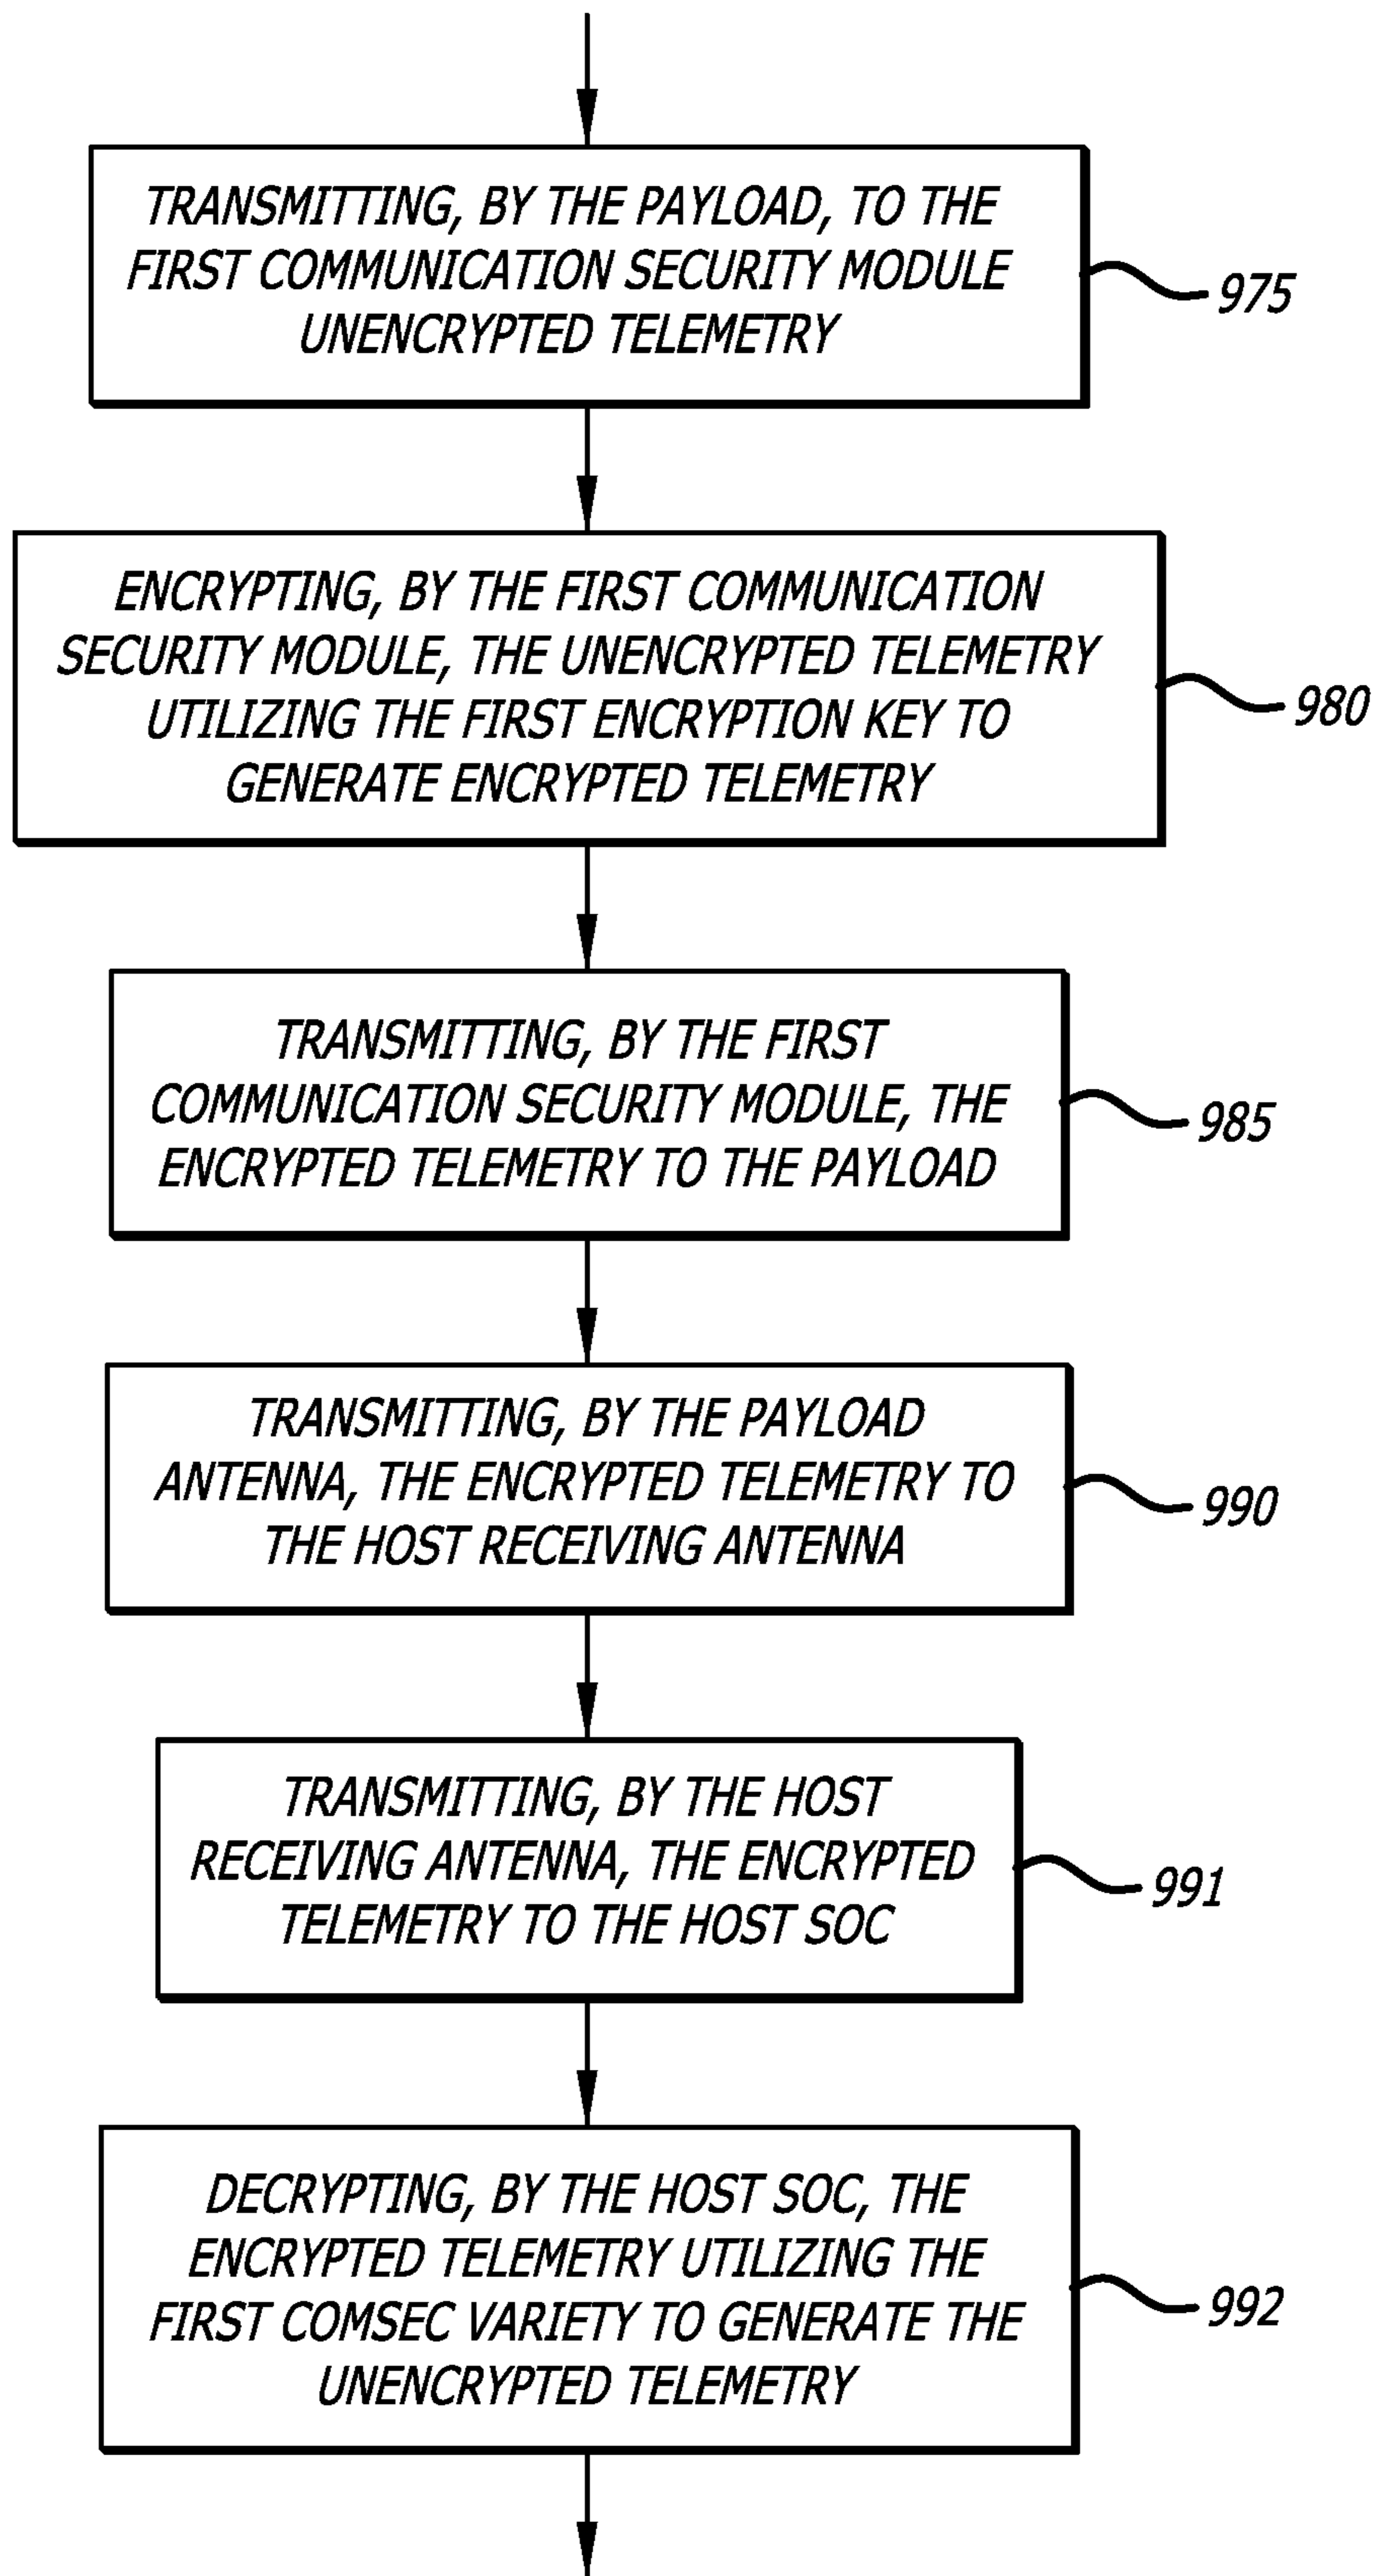 TRANSMITTING, BY THE PAYLOAD, TO THE
FIRST COMMUNICATION SECURITY MODULE
UNENCRYPTED TELEMETRY
975
ENCRYPTING, BY THE FIRST COMMUNICATION
SECURITY MODULE, THE UNENCRYPTED TELEMETRY
UTILIZING THE FIRST ENCRYPTION KEY TO
GENERATE ENCRYPTED TELEMETRY
980
TRANSMITTING, BY THE FIRST
COMMUNICATION SECURITY MODULE, THE
ENCRYPTED TELEMETRY TO THE PAYLOAD
985
TRANSMITTING, BY THE PAYLOAD
ANTENNA, THE ENCRYPTED TELEMETRY TO
THE HOST RECEIVING ANTENNA
990
TRANSMITTING, BY THE HOST
RECEIVING ANTENNA, THE ENCRYPTED
TELEMETRY TO THE HOST SOC
991
DECRYPTING, BY THE HOST SOC, THE
ENCRYPTED TELEMETRY UTILIZING THE
FIRST COMSEC VARIETY TO GENERATE THE
UNENCRYPTED TELEMETRY
992